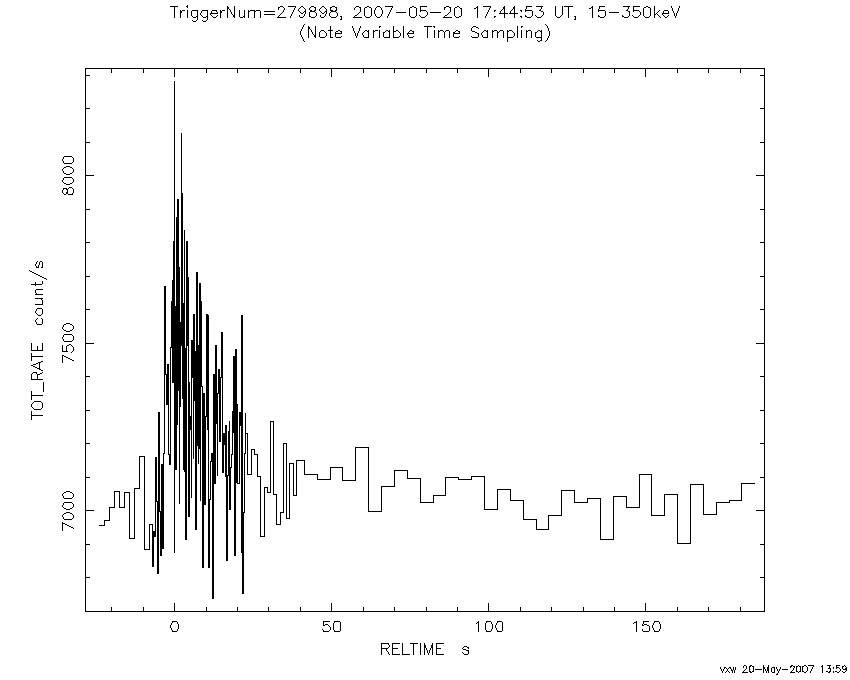 TriggerNum=279898, 2007-05-20 17:44:53 UT, 15-350keV
(Note Variable Time Sampling)
8000
7500
7000
TOT_RATE count/s
0 50 100 150
RELTIME s
vxw 20-May-2007 13:59